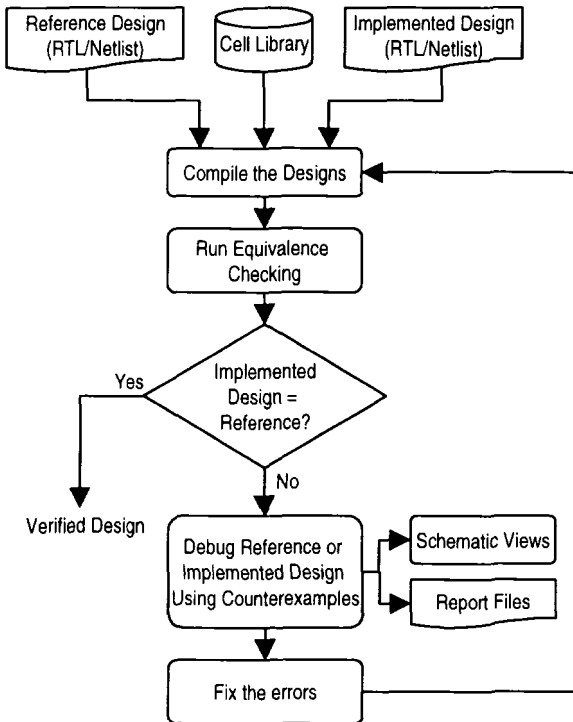 Reference Design
(RTL/Netlist)
Cell Library
Implemented Design
(RTL/Netlist)
Compile the Designs
Run Equivalence
Checking
Implemented
Design =
Reference?
Yes
No
Verified Design
Debug Reference or
Implemented Design
Using Counterexamples
Schematic Views
Report Files
Fix the errors